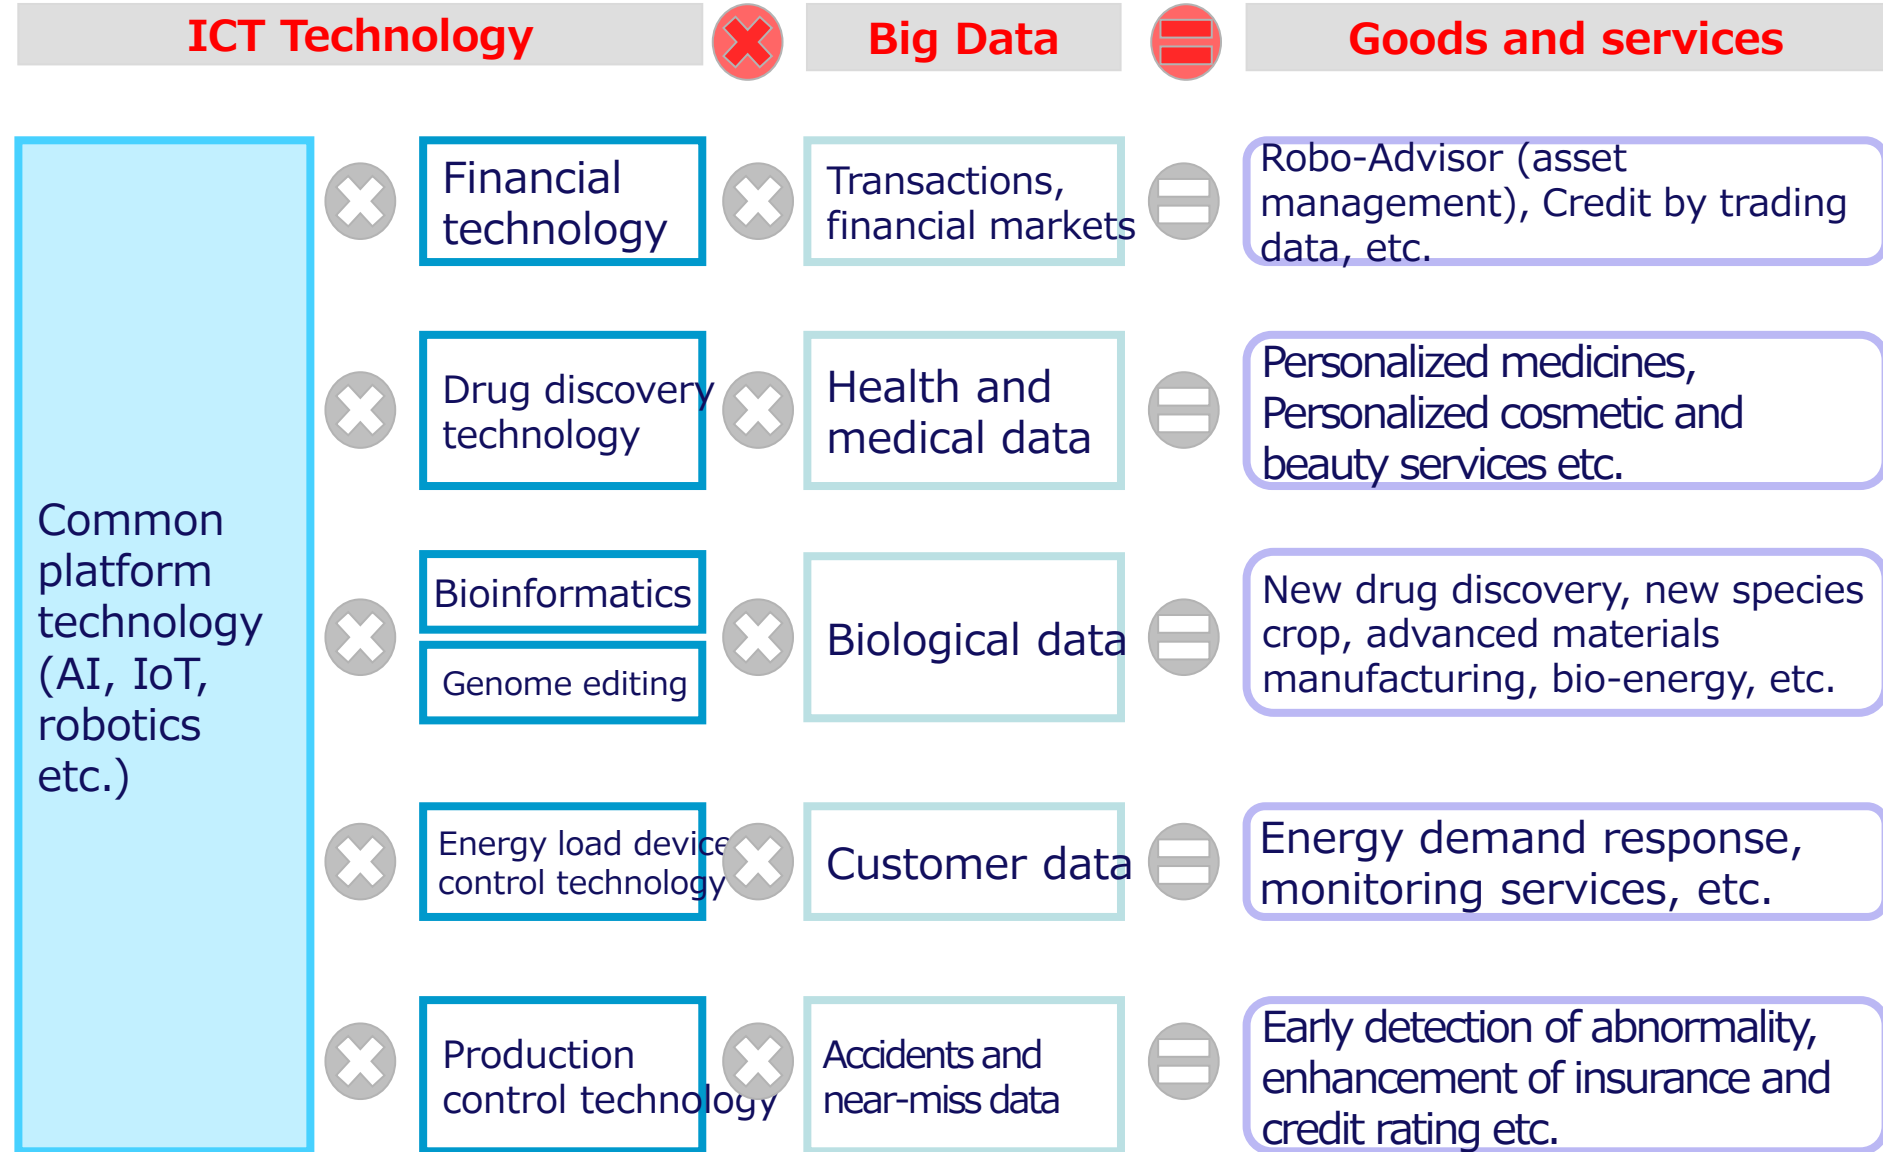 ICT Technology
Big Data
Goods and services
Common
platform
technology
(AI, IoT,
robotics
etc.)
Financial
technology
Transactions,
financial markets
Robo-Advisor (asset
management), Credit by trading
data, etc.
Drug discovery
technology
Health and
medical data
Personalized medicines,
Personalized cosmetic and
beauty services etc.
Bioinformatics
Genome editing
Biological data
New drug discovery, new species
crop, advanced materials
manufacturing, bio-energy, etc.
Energy load device
control technology
Customer data
Energy demand response,
monitoring services, etc.
Production
control technology
Accidents and
near-miss data
Early detection of abnormality,
enhancement of insurance and
credit rating etc.